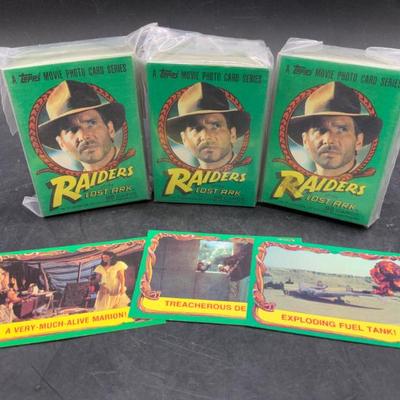 A Topps MOVIE PHOTO CARD SERIES
RAIDERS
LOST ARK
A Topps MOVIE PHOTO CARD SERIES
RAIDERS
LOST ARK
A Topps MOVIE PHOTO CARD SERIES
RAIDERS
LOST ARK
A VERY-MUCH-ALIVE MARION!
TREACHEROUS DE
EXPLODING FUEL TANK!